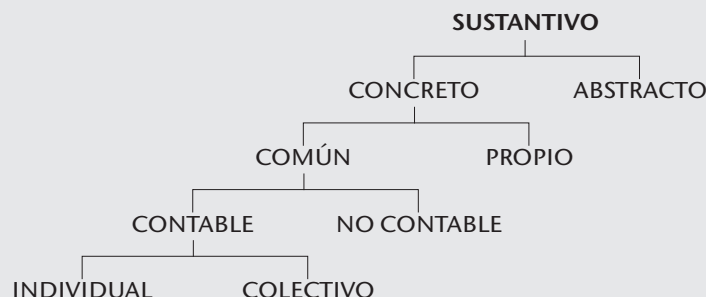 SUSTANTIVO
CONCRETO ABSTRACTO
COMÚN PROPIO
CONTABLE NO CONTABLE
INDIVIDUAL COLECTIVO